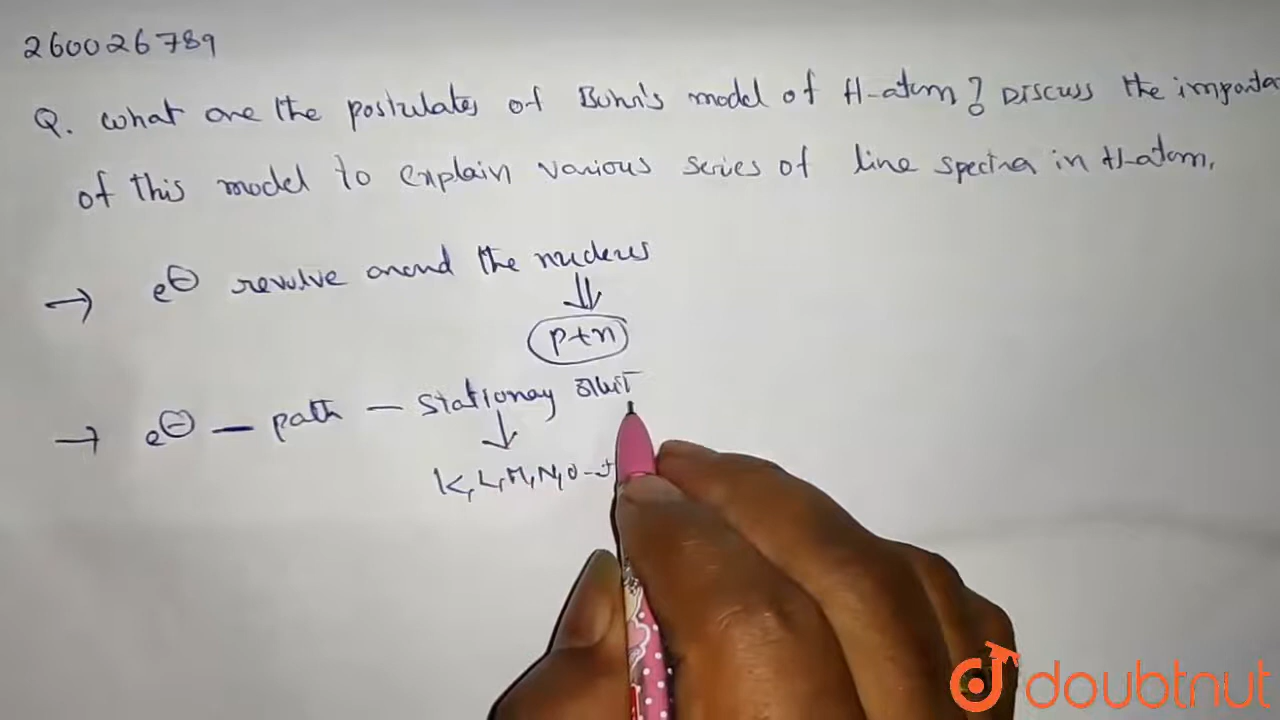 260026789
Q. What are the postulates of Bohr's model of H-atom? Discuss the importa
of this model to explain various series of line spectra in H-atom.
→ e⊖ revolve around the nucleus
⇓
p+n
→ e⊖ — path — stationary orbit
↓
K, L, M, N, O
doubtnut